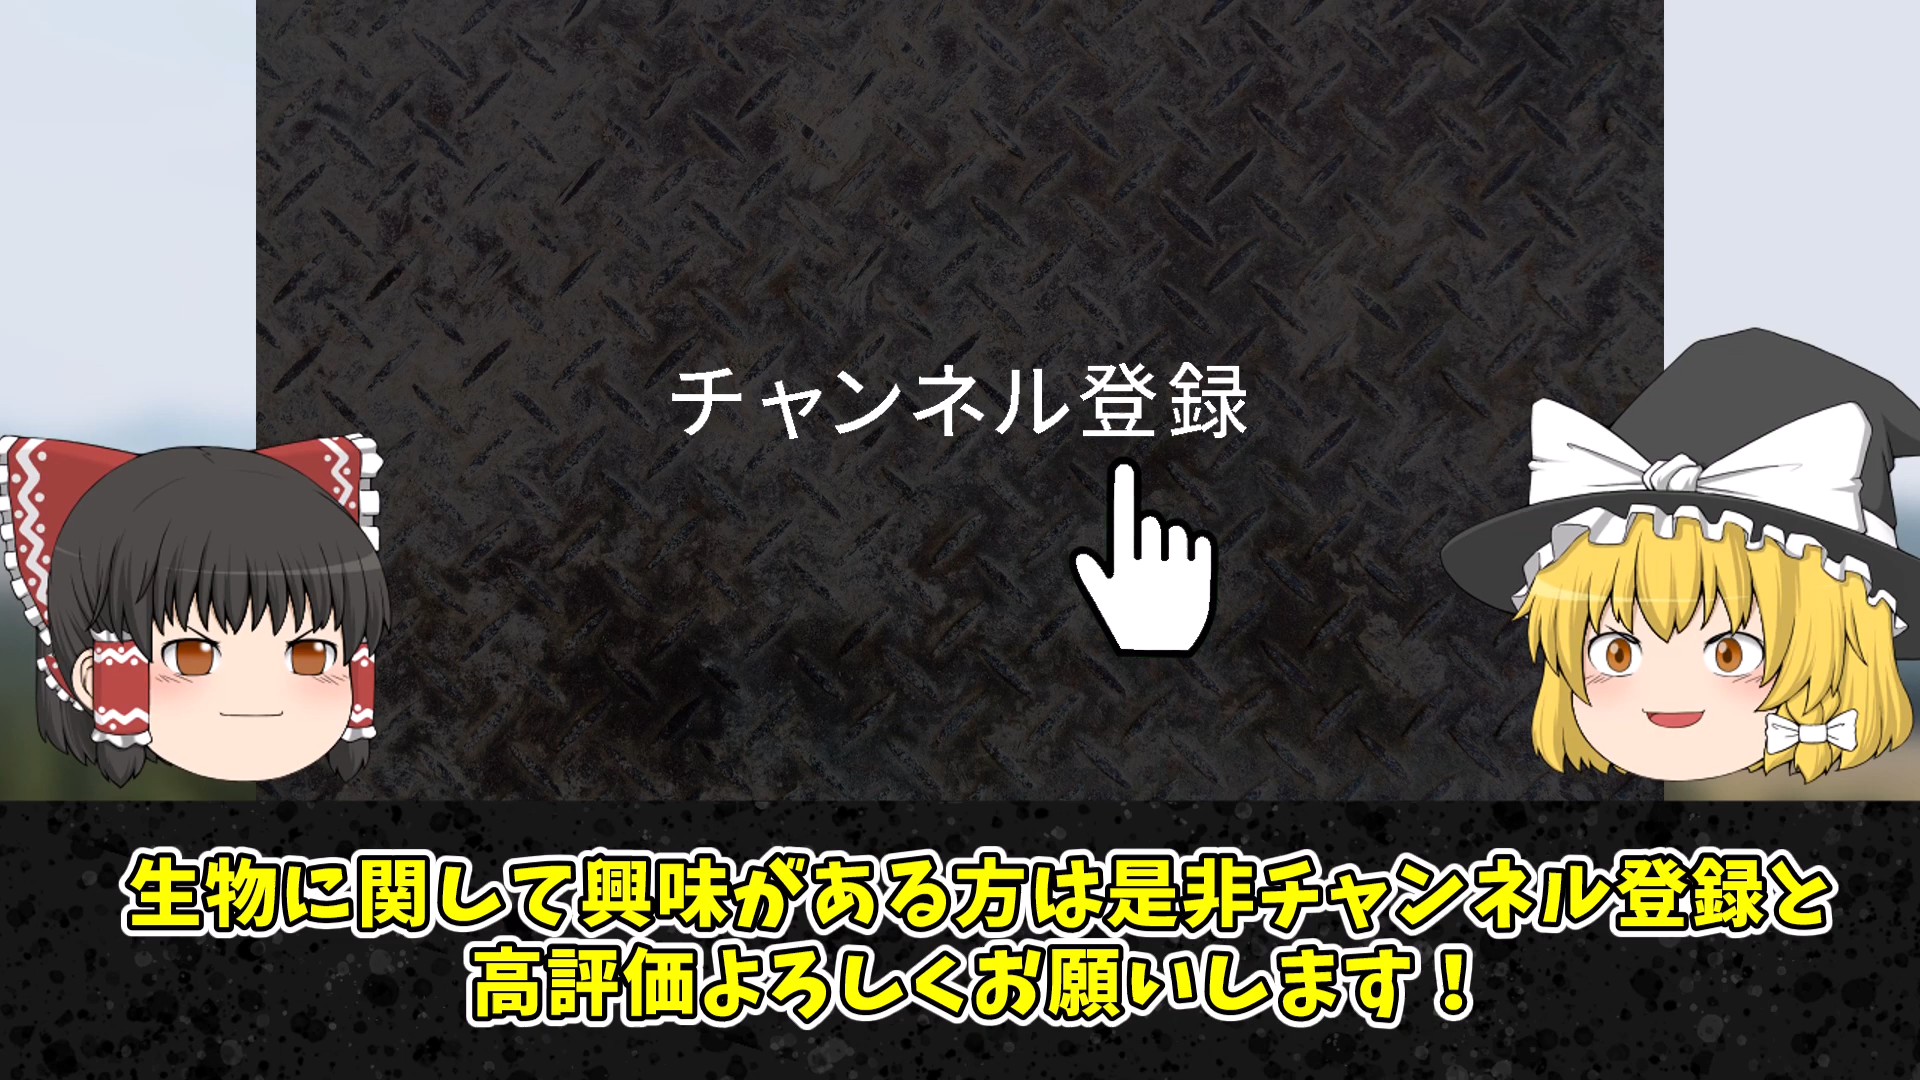 チャンネル登録
生物に関して興味がある方は是非チャンネル登録と
高評価よろしくお願いします！